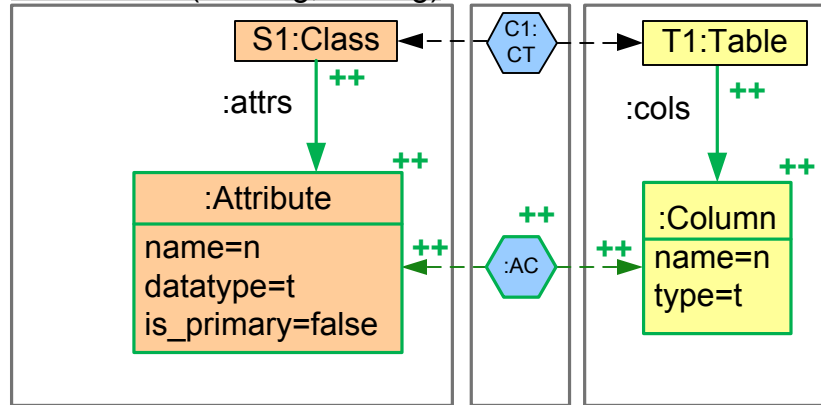 S1:Class
C1:
CT
T1:Table
++
++
:attrs
:cols
++
++
++
:Attribute
:Column
++
++
name=n
datatype=t
is_primary=false
:AC
name=n
type=t